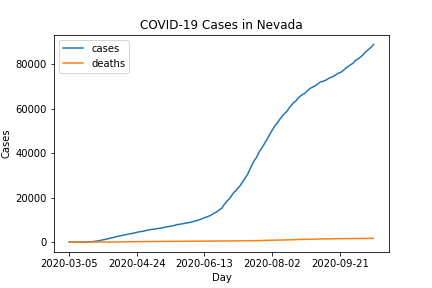 COVID-19 Cases in Nevada
cases
deaths
80000
60000
40000
20000
0
Cases
2020-03-05 2020-04-24 2020-06-13 2020-08-02 2020-09-21
Day